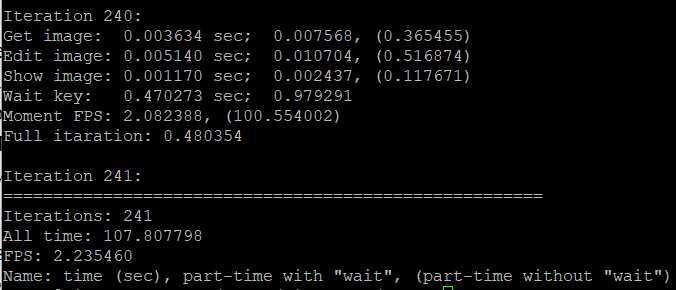 Iteration 240:
Get image:  0.003634 sec;  0.007568, (0.365455)
Edit image: 0.005140 sec;  0.010704, (0.516874)
Show image: 0.001170 sec;  0.002437, (0.117671)
Wait key:   0.470273 sec;  0.979291
Moment FPS: 2.082388, (100.554002)
Full itaration: 0.480354

Iteration 241:
======================================================
Iterations: 241
All time: 107.807798
FPS: 2.235460
Name: time (sec), part-time with "wait", (part-time without "wait")